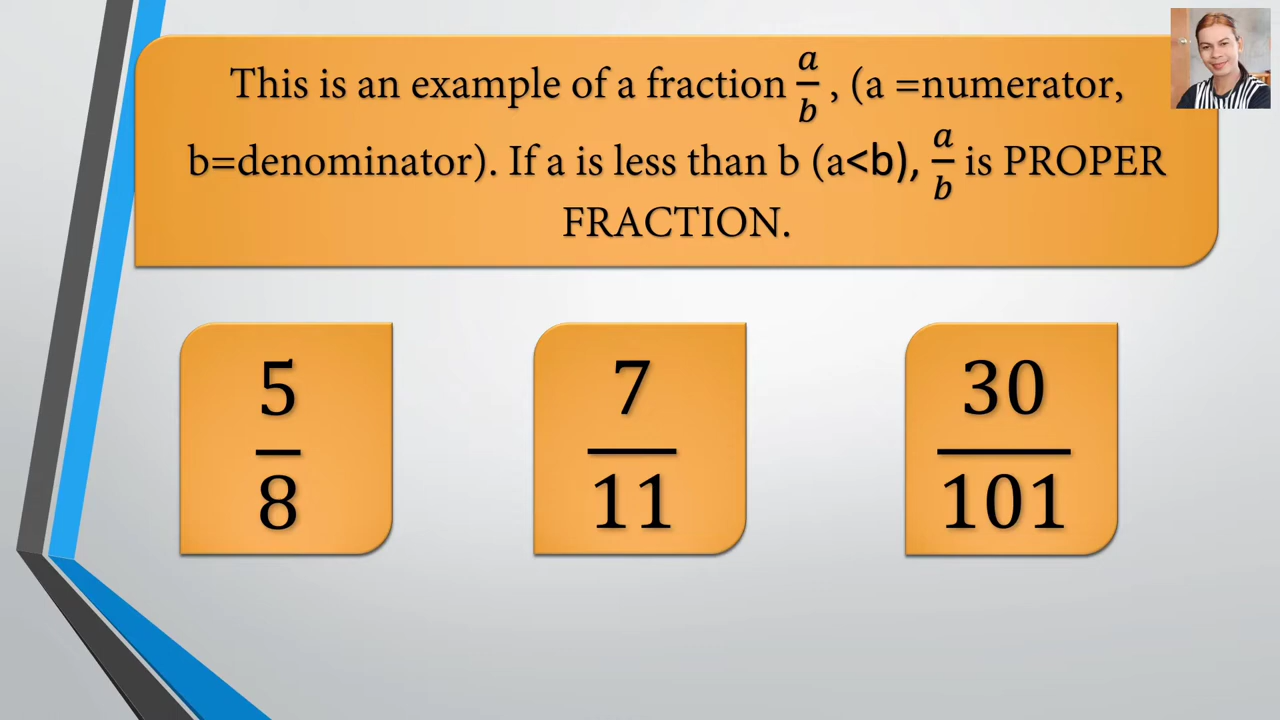 This is an example of a fraction a/b , (a =numerator,
b=denominator). If a is less than b (a<b), a/b is PROPER
FRACTION.
5/8
7/11
30/101